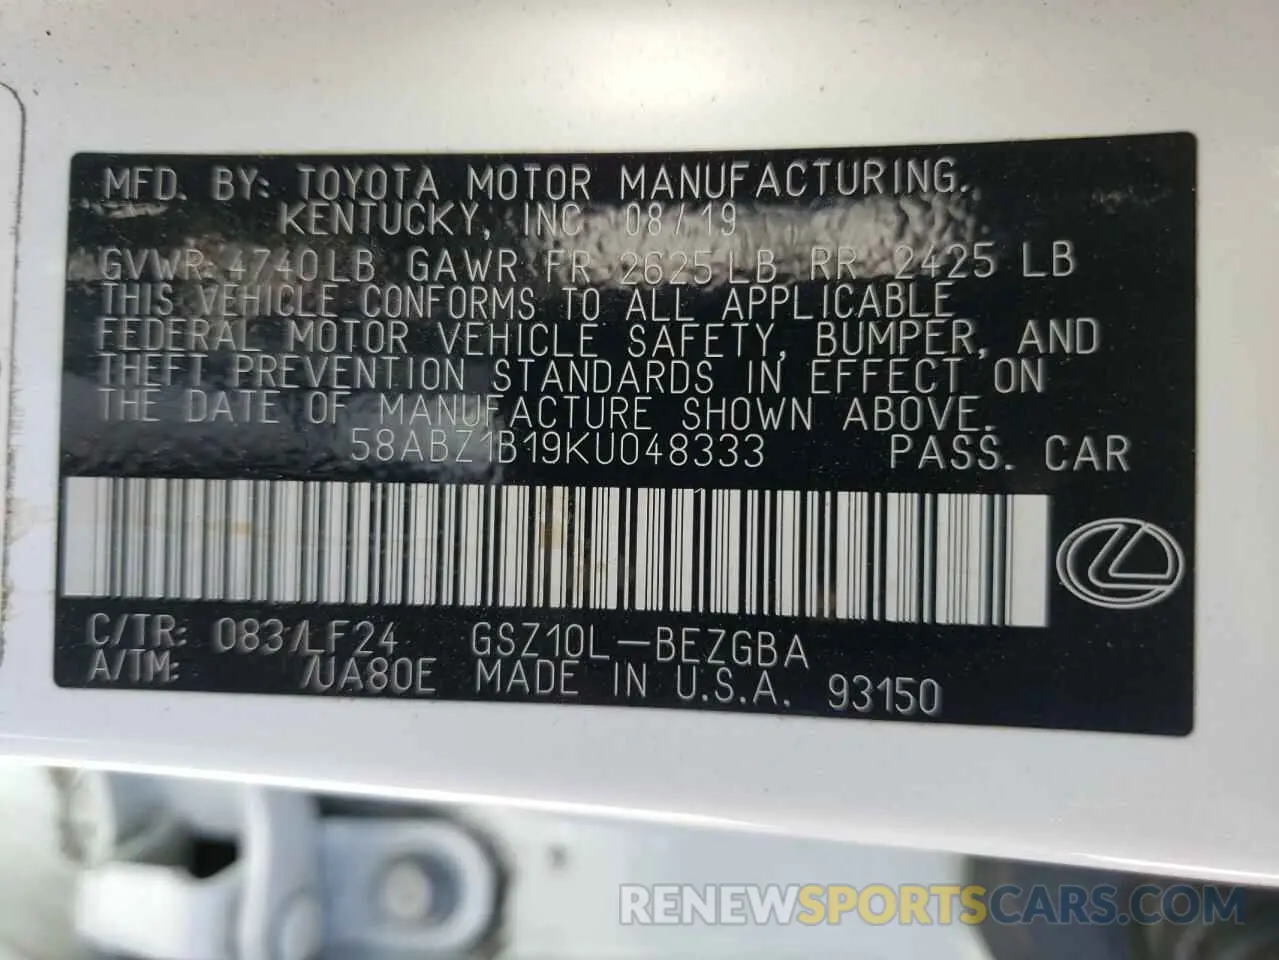 MFD. BY: TOYOTA MOTOR MANUFACTURING.
KENTUCKY, INC 08/19
GVWR 4740LB GAWR FR 2625LB RR 2425 LB
THIS VEHICLE CONFORMS TO ALL APPLICABLE
FEDERAL MOTOR VEHICLE SAFETY, BUMPER, AND
THEFT PREVENTION STANDARDS IN EFFECT ON
THE DATE OF MANUFACTURE SHOWN ABOVE.
58ABZ1B19KU048333 PASS. CAR
C/TR: 083/LF24 GSZ10L-BEZGBA
A/TM: /UA80E MADE IN U.S.A. 93150
RENEWSPORTSCARS.COM